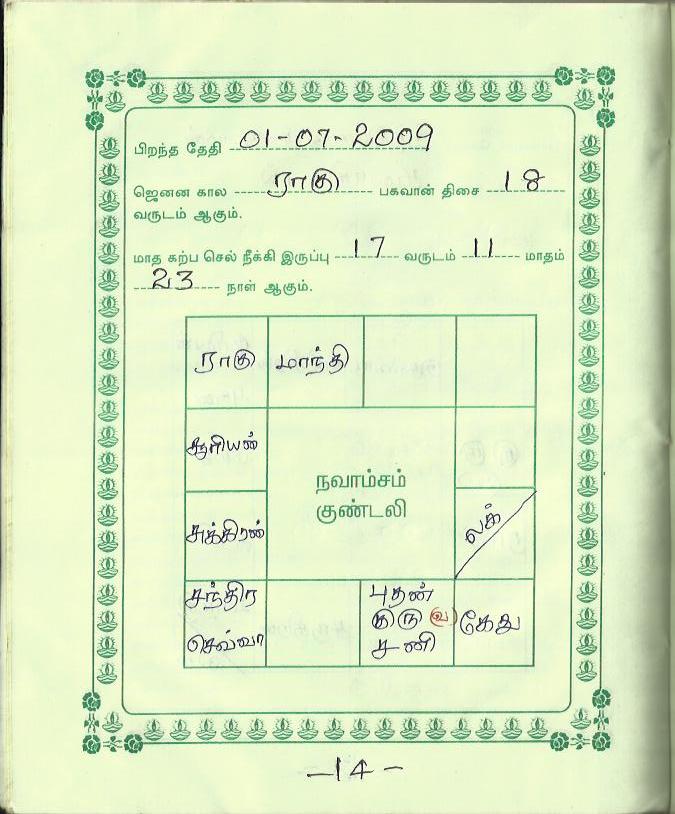 பிறந்த தேதி 01-07-2009
ஜெனன கால ராகு பகவான் திசை 18
வருடம் ஆகும்.
மாத கற்ப செல் நீக்கி இருப்பு 17 வருடம் 11 மாதம்
23 நாள் ஆகும்.
ராகு மாந்தி
சூரியன்
நவாம்சம்
குண்டலி
லக்
சுக்கிரன்
சந்திர
செவ்வா
புதன்
குரு (வ)
சனி
கேது
-14-